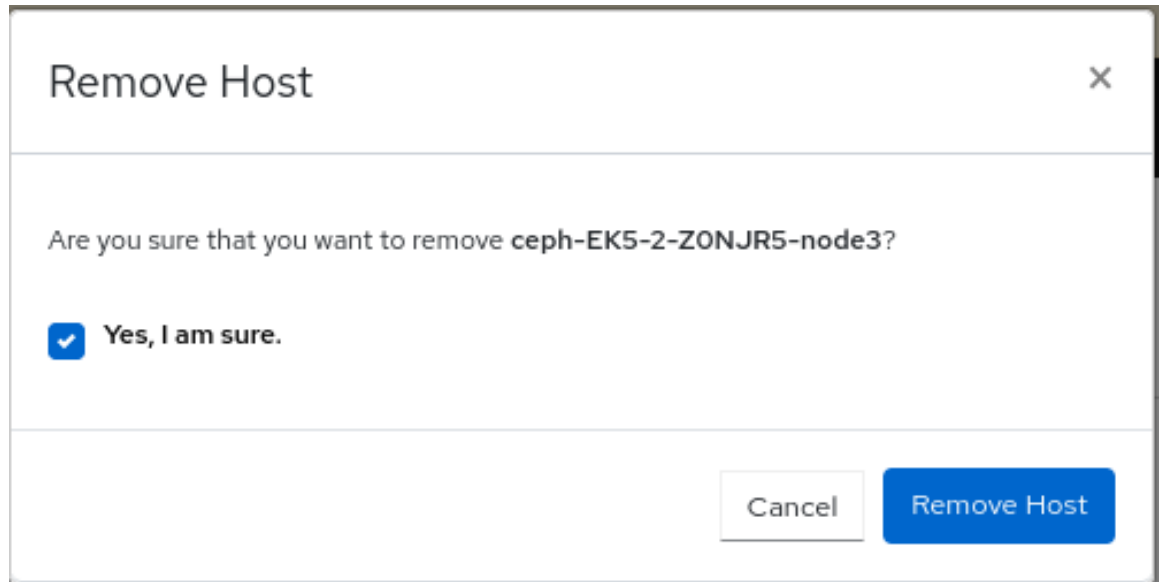 Remove Host
Are you sure that you want to remove ceph-EK5-2-Z0NJR5-node3?
Yes, I am sure.
Cancel
Remove Host